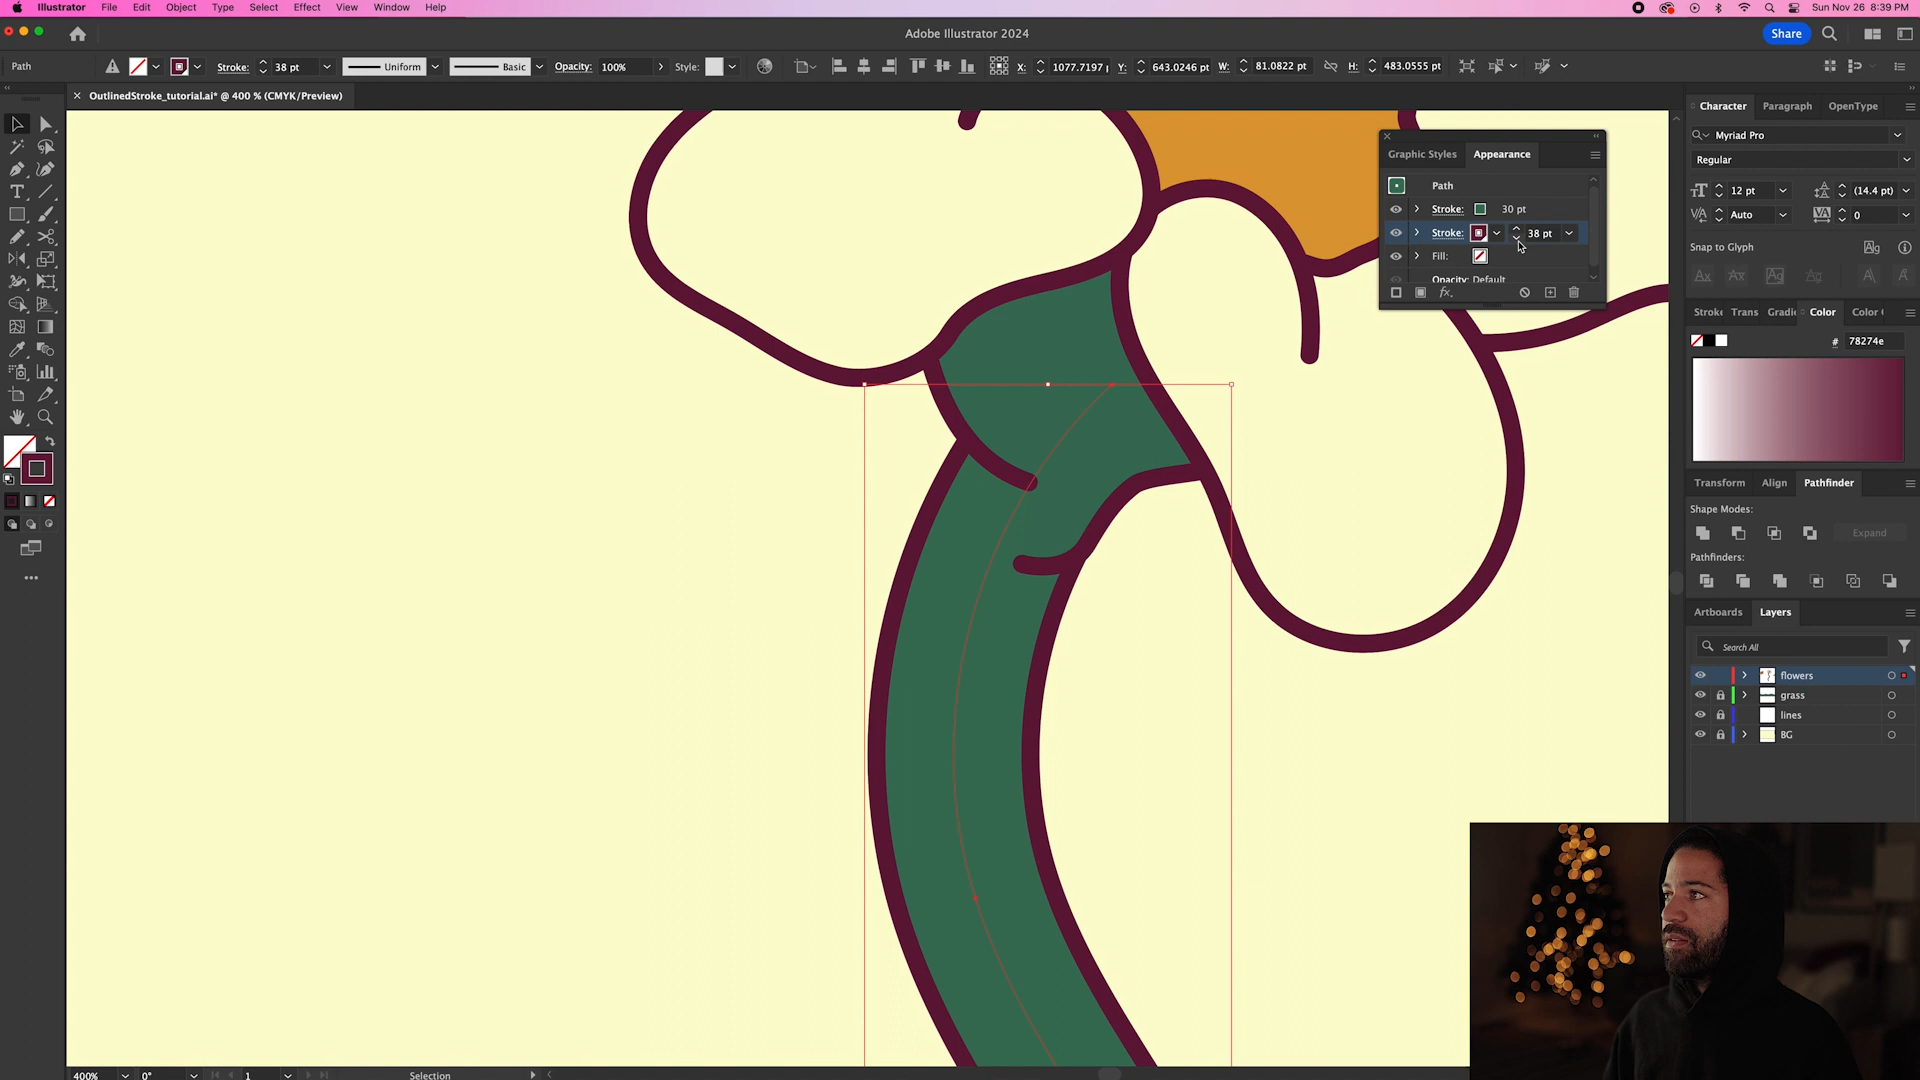 Illustrator File Edit Object Type Select Effect View Window Help Sun Nov 26 8:39 PM
Adobe Illustrator 2024 Share
Path Stroke: 38 pt Uniform Basic Opacity: 100% Style: X: 1077.7197 Y: 643.0246 pt W: 81.0822 pt H: 483.0555 pt
OutlinedStroke_tutorial.ai* @ 400 % (CMYK/Preview)
Character Paragraph OpenType
Myriad Pro
Regular
12 pt (14.4 pt)
Auto 0
Snap to Glyph
Graphic Styles Appearance
Path
Stroke: 30 pt
Stroke: 38 pt
Fill:
Opacity: Default
fx.
Stroke Trans Gradi Color Color
# 78274e
Transform Align Pathfinder
Shape Modes:
Expand
Pathfinders:
Artboards Layers
Search All
flowers
grass
lines
BG
400% 0° 1 Selection